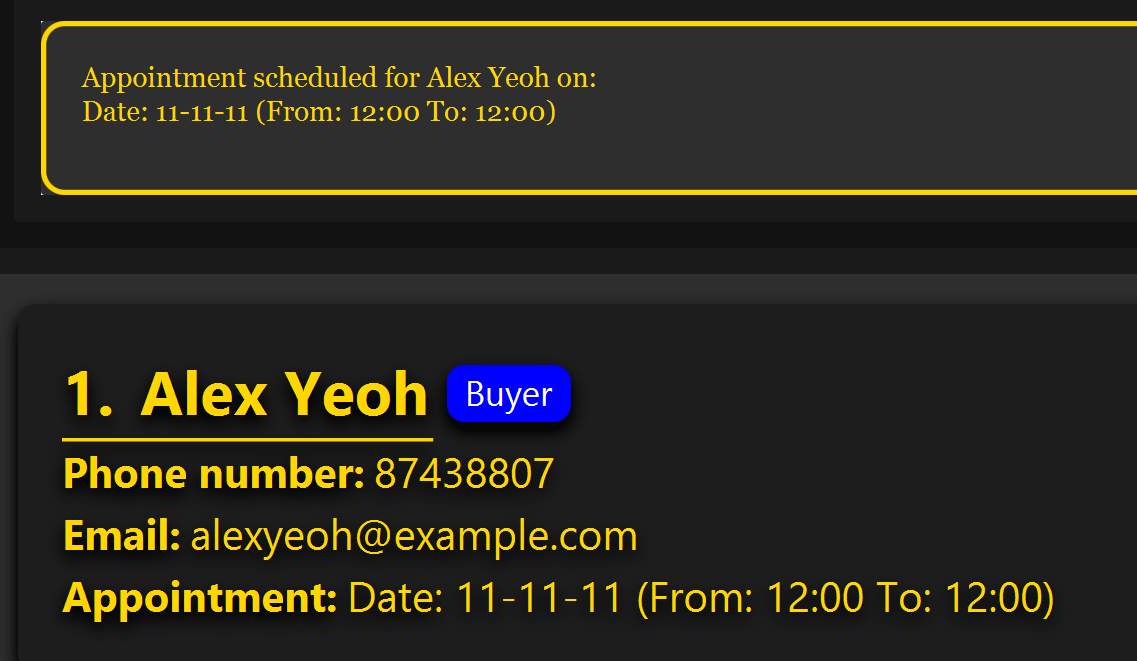 Appointment scheduled for Alex Yeoh on:
Date: 11-11-11 (From: 12:00 To: 12:00)
1. Alex Yeoh Buyer
Phone number: 87438807
Email: alexyeoh@example.com
Appointment: Date: 11-11-11 (From: 12:00 To: 12:00)